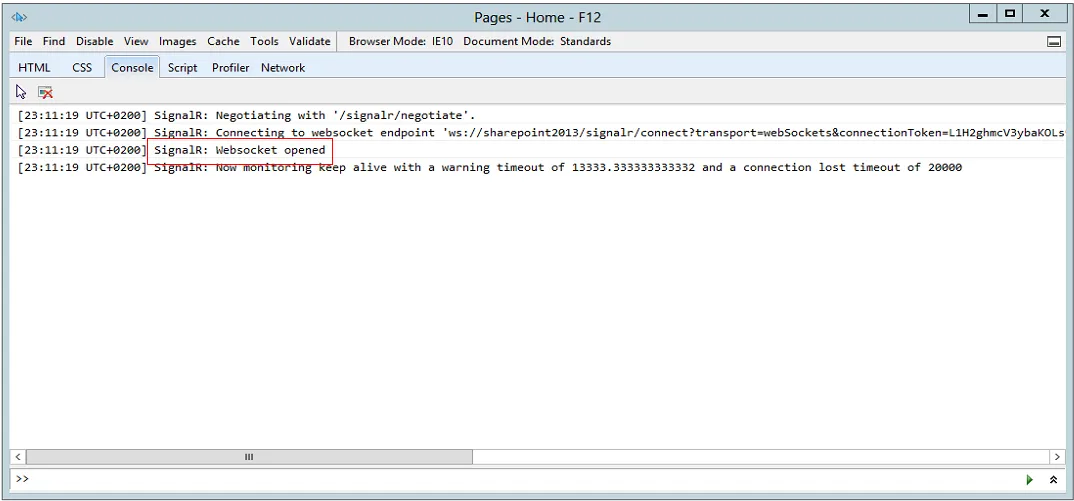 Pages - Home - F12
File Find Disable View Images Cache Tools Validate Browser Mode: IE10 Document Mode: Standards
HTML CSS Console Script Profiler Network
[23:11:19 UTC+0200] SignalR: Negotiating with '/signalr/negotiate'.
[23:11:19 UTC+0200] SignalR: Connecting to websocket endpoint 'ws://sharepoint2013/signalr/connect?transport=webSockets&connectionToken=L1H2ghmcV3ybaKOLs
[23:11:19 UTC+0200] SignalR: Websocket opened
[23:11:19 UTC+0200] SignalR: Now monitoring keep alive with a warning timeout of 13333.333333333332 and a connection lost timeout of 20000
>>